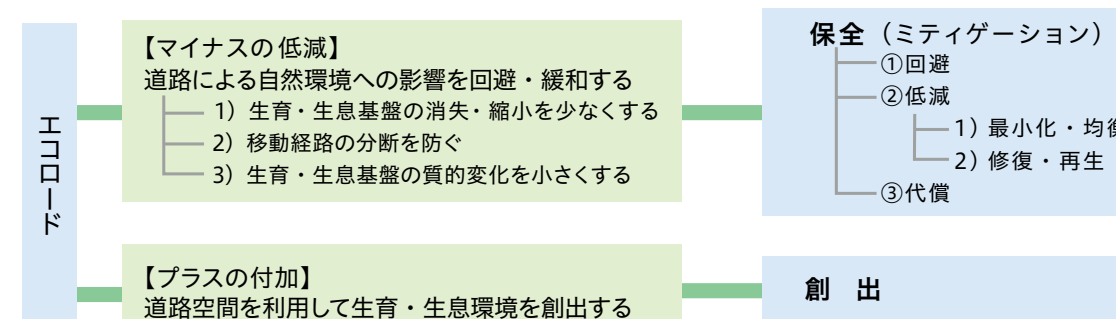 エコロード
【マイナスの低減】
道路による自然環境への影響を回避・緩和する
1）生育・生息基盤の消失・縮小を少なくする
2）移動経路の分断を防ぐ
3）生育・生息基盤の質的変化を小さくする
保全（ミティゲーション）
①回避
②低減
1）最小化・均
2）修復・再生
③代償
【プラスの付加】
道路空間を利用して生育・生息環境を創出する
創 出